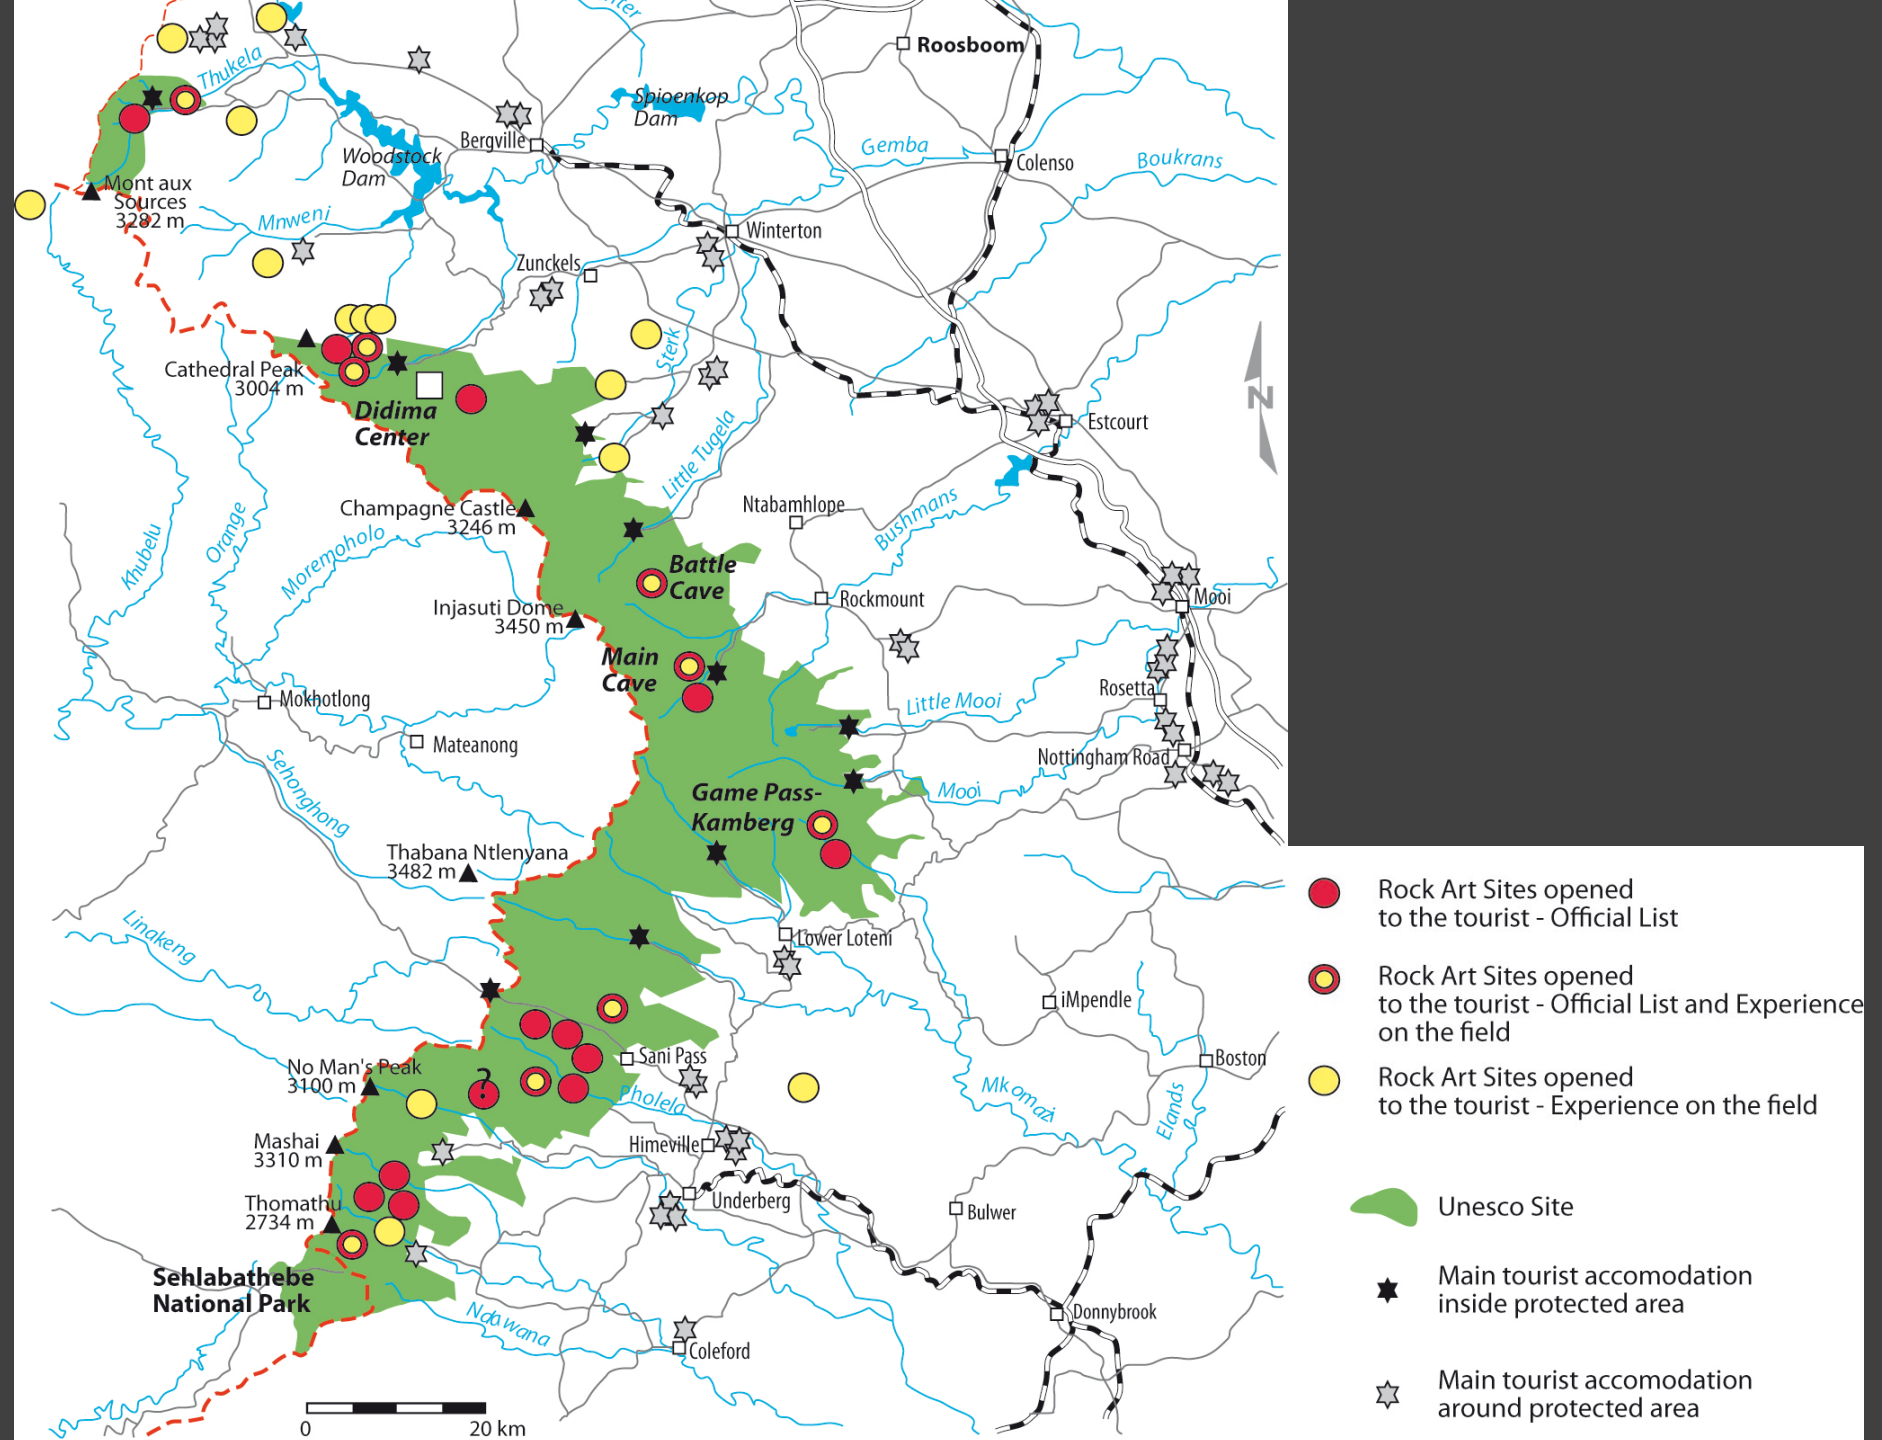 nter
Roosboom
Thukela
Spioenkop
Dam
Bergville
Gemba
Colenso
Boukrans
Woodstock
Dam
Mont aux
Sources
3282 m
Mnweni
Winterton
Zunckels
Sterk
Cathedral Peak
3004 m
Didima
Center
Estcourt
N
Little Tugela
Champagne Castle
3246 m
Ntabamhlope
Bushmans
Khubelu
Orange
Moremoholo
Battle
Cave
Injasuti Dome
3450 m
Rockmount
Mooi
Main
Cave
Mokhotlong
Mateanong
Little Mooi
Rosetta
Nottingham Road
Sehonghong
Game Pass-
Kamberg
Mooi
Thabana Ntlenyana
3482 m
Linakeng
Lower Loteni
iMpendle
Sani Pass
Boston
No Man's Peak
3100 m
?
Pholela
Mkomazi
Elands
Mashai
3310 m
Himeville
Thomathu
2734 m
Underberg
Bulwer
Sehlabathebe
National Park
Ndawana
Donnybrook
Coleford
0
20 km
Rock Art Sites opened
to the tourist - Official List
Rock Art Sites opened
to the tourist - Official List and Experience
on the field
Rock Art Sites opened
to the tourist - Experience on the field
Unesco Site
Main tourist accomodation
inside protected area
Main tourist accomodation
around protected area